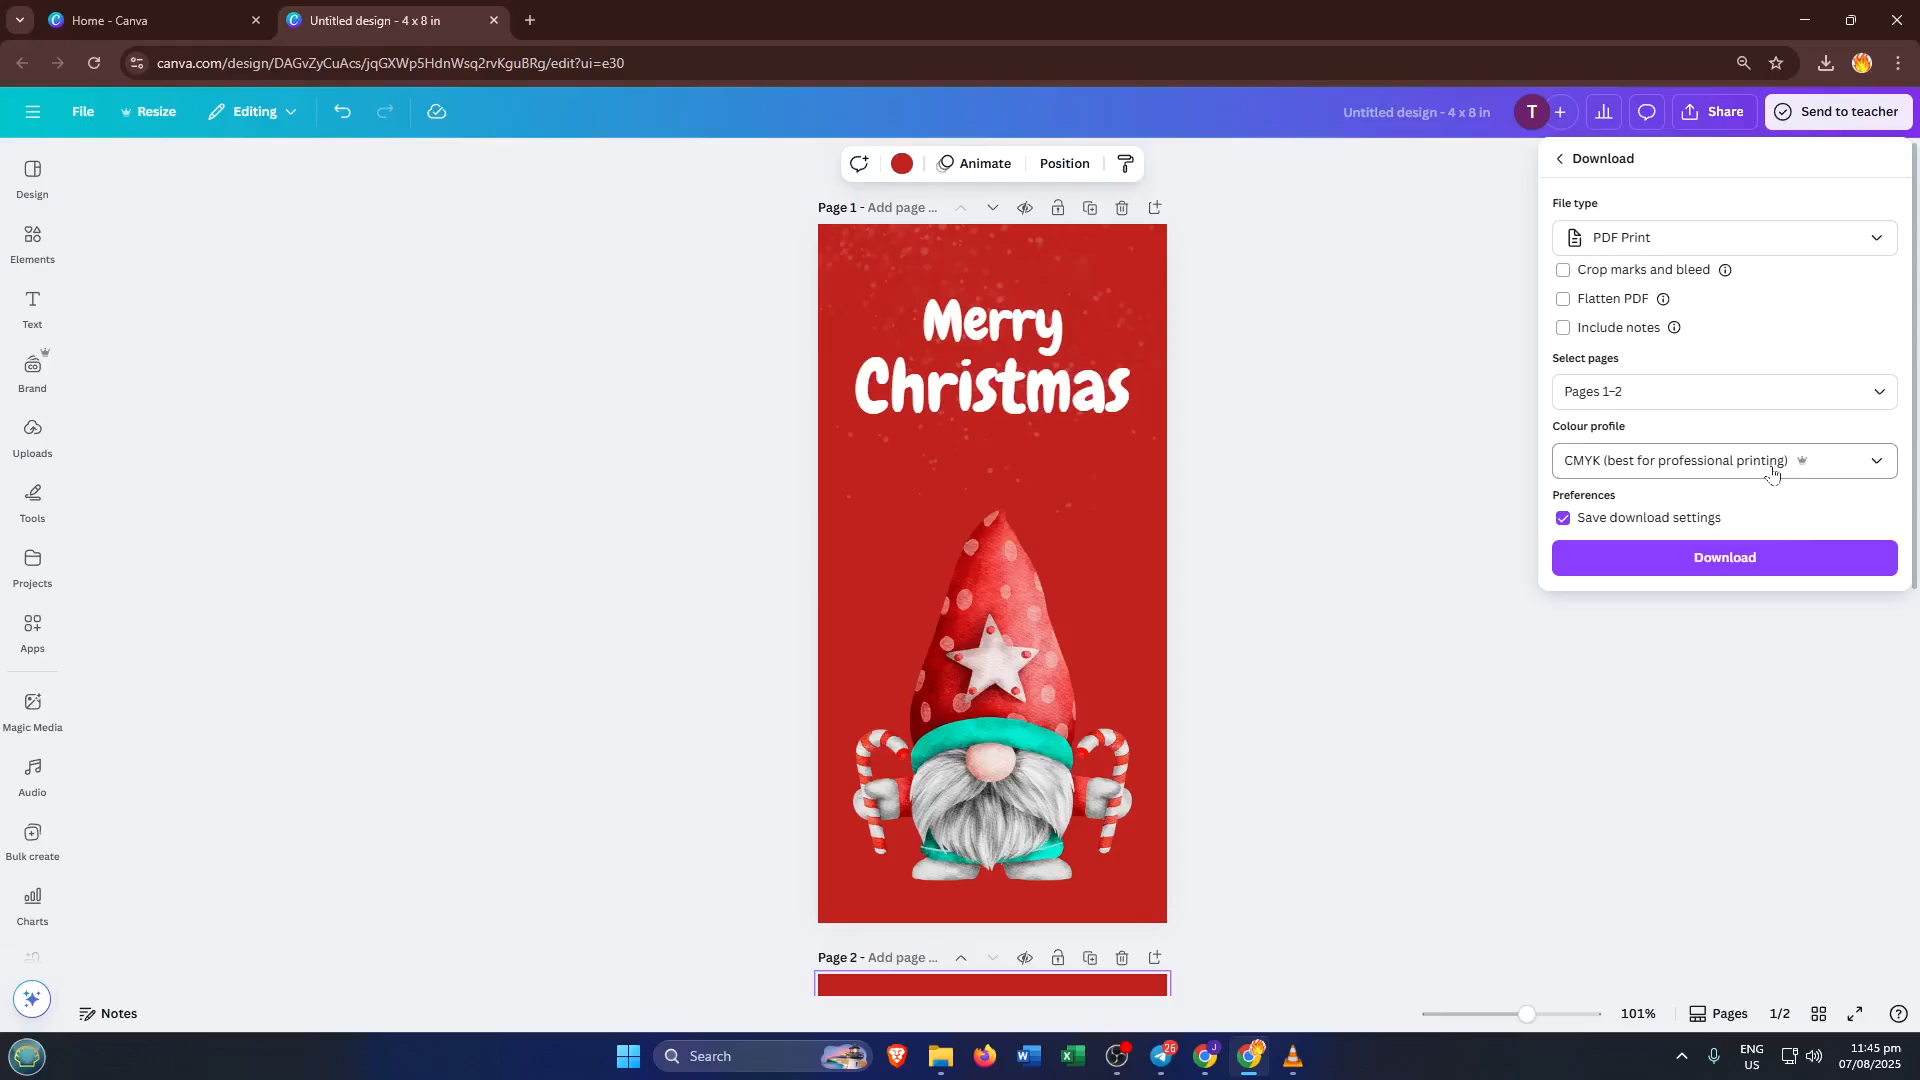 Home - Canva
Untitled design - 4 x 8 in
canva.com/design/DAGvZyCuAcs/jqGXWp5HdnWsq2rvKguBRg/edit?ui=e30
File
Resize
Editing
Untitled design - 4 x 8 in
T
Share
Send to teacher
Animate
Position
Design
Elements
Text
Brand
Uploads
Tools
Projects
Apps
Magic Media
Audio
Bulk create
Charts
Page 1 - Add page ...
Merry
Christmas
Page 2 - Add page ...
Download
File type
PDF Print
Crop marks and bleed
Flatten PDF
Include notes
Select pages
Pages 1–2
Colour profile
CMYK (best for professional printing)
Preferences
Save download settings
Download
Notes
101%
Pages
1/2
Search
26
J
ENG
US
11:45 pm
07/08/2025